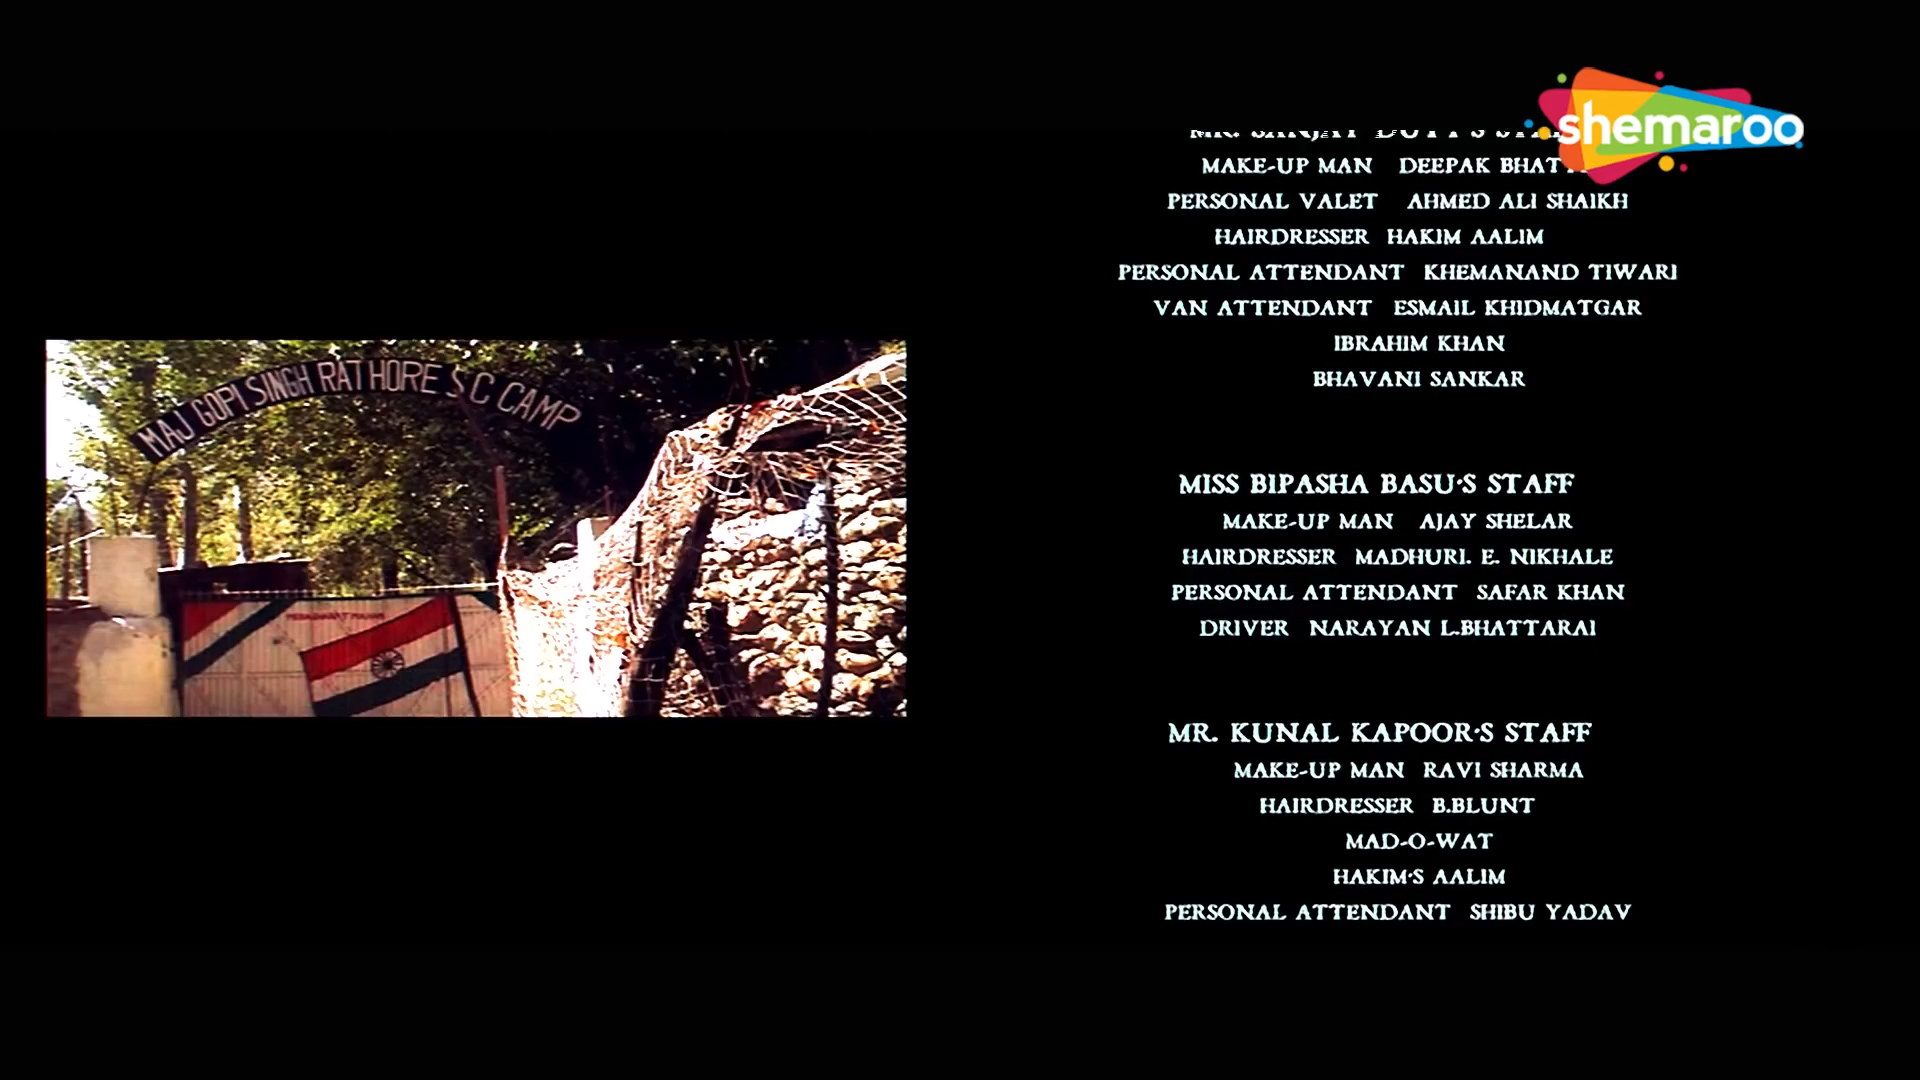 shemaroo
MR. SANJAY DUTT'S
MAKE-UP MAN DEEPAK
PERSONAL VALET AHMED ALI SHAIKH
HAIRDRESSER HAKIM AALIM
PERSONAL ATTENDANT KHEMANAND TIWARI
VAN ATTENDANT ESMAIL KHIDMATGAR
IBRAHIM KHAN
BHAVANI SANKAR
MAJ GOPI SINGH RATHORE S C CAMP
MISS BIPASHA BASU'S STAFF
MAKE-UP MAN AJAY SHELAR
HAIRDRESSER MADHURI. E. NIKHALE
PERSONAL ATTENDANT SAFAR KHAN
DRIVER NARAYAN L.BHATTARAI
MR. KUNAL KAPOOR'S STAFF
MAKE-UP MAN RAVI SHARMA
HAIRDRESSER B.BLUNT
MAD-O-WAT
HAKIM'S AALIM
PERSONAL ATTENDANT SHIBU YADAV